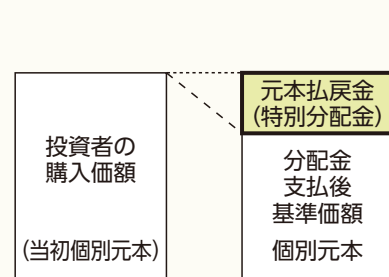 投資者の
購入価額
(当初個別元本)
元本払戻金
(特別分配金)
分配金
支払後
基準価額
個別元本